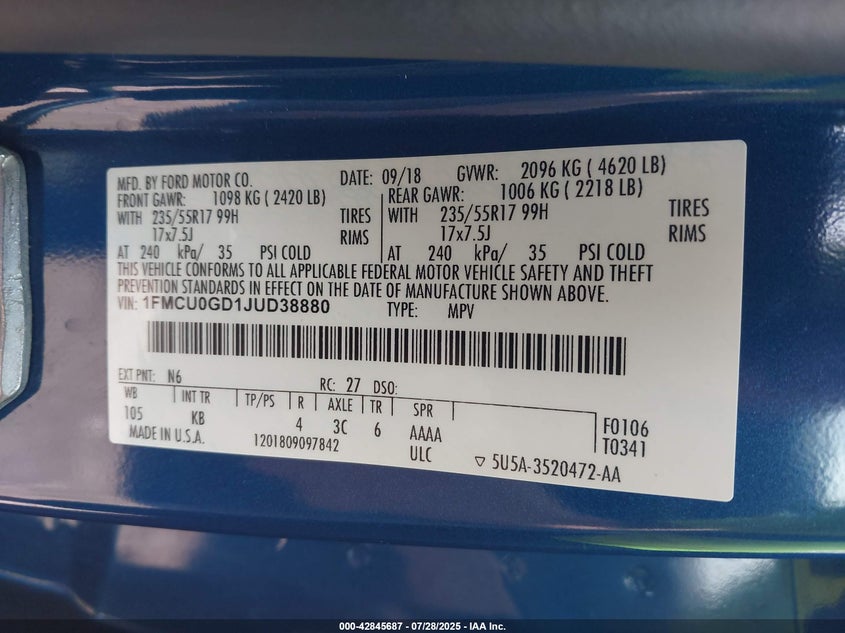 MFD. BY FORD MOTOR CO. DATE: 09/18 GVWR: 2096 KG ( 4620 LB)
FRONT GAWR: 1098 KG ( 2420 LB) REAR GAWR: 1006 KG ( 2218 LB)
WITH 235/55R17 99H TIRES WITH 235/55R17 99H TIRES
17x7.5J RIMS 17x7.5J RIMS
AT 240 kPa/ 35 PSI COLD AT 240 kPa/ 35 PSI COLD
THIS VEHICLE CONFORMS TO ALL APPLICABLE FEDERAL MOTOR VEHICLE SAFETY AND THEFT
PREVENTION STANDARDS IN EFFECT ON THE DATE OF MANUFACTURE SHOWN ABOVE.
VIN: 1FMCU0GD1JUD38880 TYPE: MPV
EXT PNT: N6 RC: 27 DSO:
WB INT TR TP/PS R AXLE TR SPR
105 KB 4 3C 6 AAAA F0106
MADE IN U.S.A. 1201809097842 ULC T0341
▽ 5U5A-3520472-AA
000-42845687 / 07/28/2025 - IAA Inc.